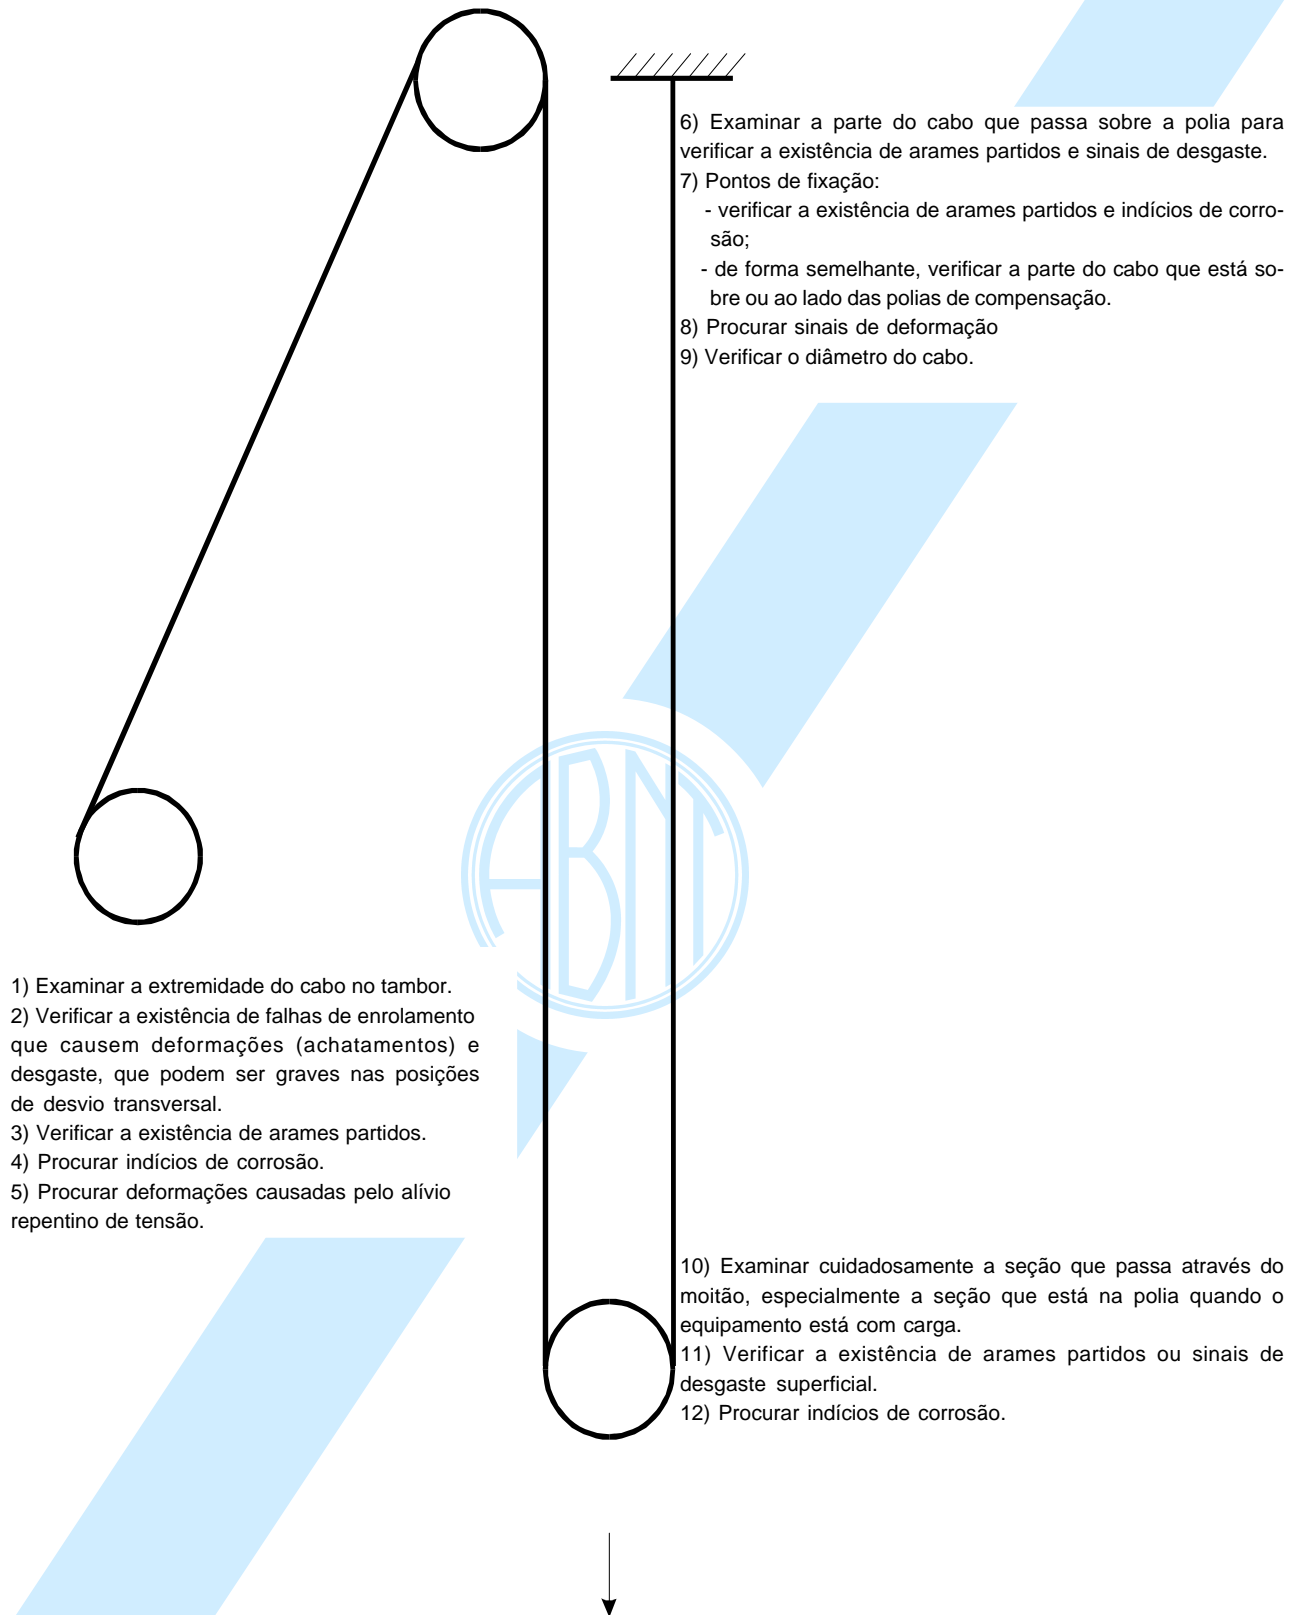 6) Examinar a parte do cabo que passa sobre a polia para
verificar a existência de arames partidos e sinais de desgaste.
7) Pontos de fixação:
- verificar a existência de arames partidos e indícios de corro-
são;
- de forma semelhante, verificar a parte do cabo que está so-
bre ou ao lado das polias de compensação.
8) Procurar sinais de deformação
9) Verificar o diâmetro do cabo.
ABNT
1) Examinar a extremidade do cabo no tambor.
2) Verificar a existência de falhas de enrolamento
que causem deformações (achatamentos) e
desgaste, que podem ser graves nas posições
de desvio transversal.
3) Verificar a existência de arames partidos.
4) Procurar indícios de corrosão.
5) Procurar deformações causadas pelo alívio
repentino de tensão.
10) Examinar cuidadosamente a seção que passa através do
moitão, especialmente a seção que está na polia quando o
equipamento está com carga.
11) Verificar a existência de arames partidos ou sinais de
desgaste superficial.
12) Procurar indícios de corrosão.